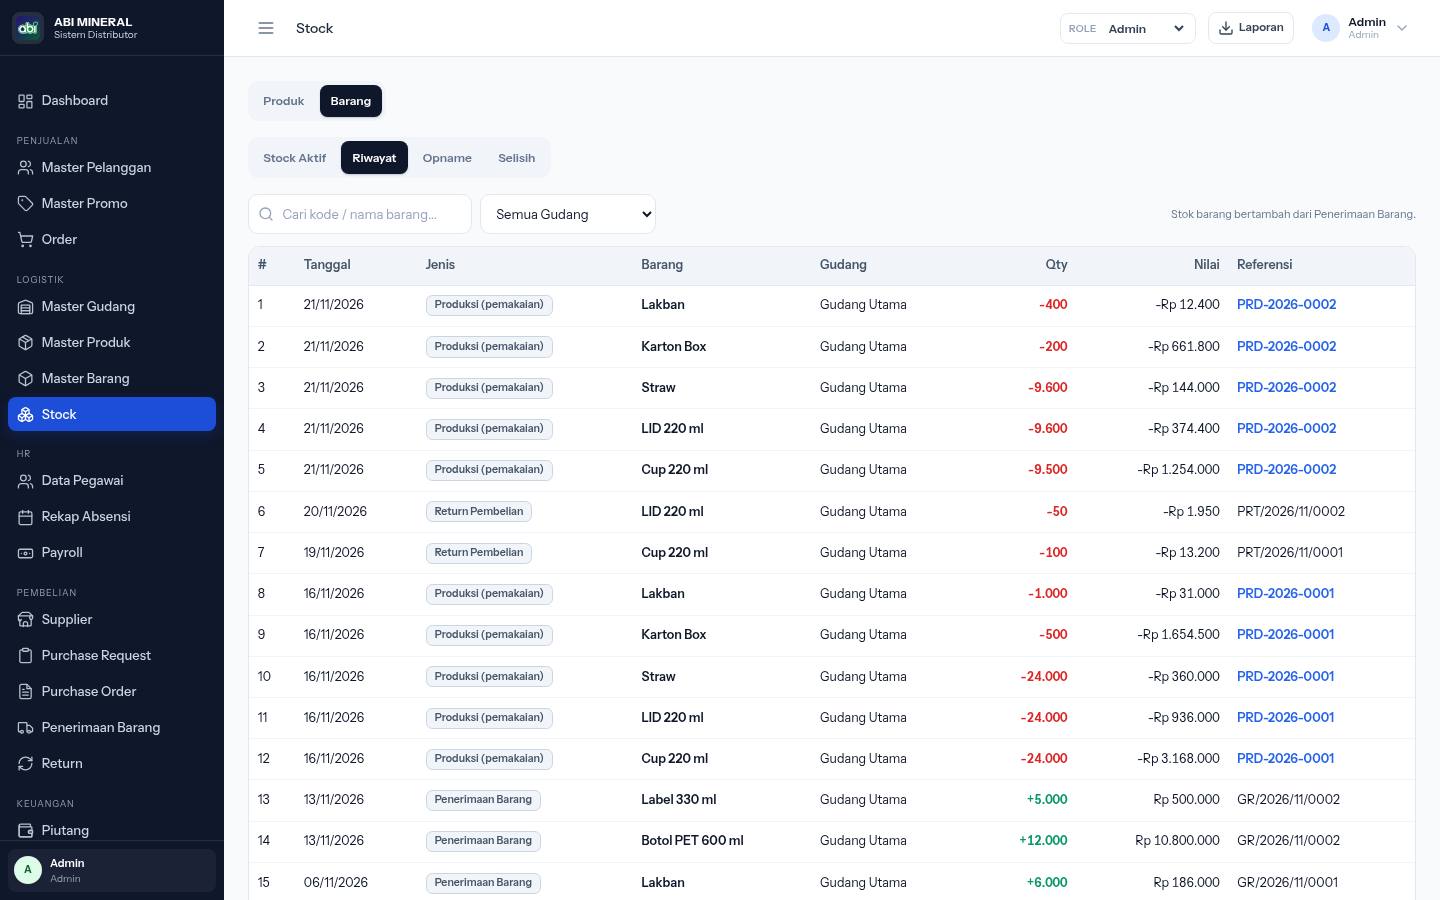 abi
ABI MINERAL
Sistem Distributor
Dashboard
PENJUALAN
Master Pelanggan
Master Promo
Order
LOGISTIK
Master Gudang
Master Produk
Master Barang
Stock
HR
Data Pegawai
Rekap Absensi
Payroll
PEMBELIAN
Supplier
Purchase Request
Purchase Order
Penerimaan Barang
Return
KEUANGAN
Piutang
A Admin
Admin
Stock
ROLE Admin
Laporan
A Admin
Admin
Produk Barang
Stock Aktif Riwayat Opname Selisih
Cari kode / nama barang... Semua Gudang Stok barang bertambah dari Penerimaan Barang.
# Tanggal Jenis Barang Gudang Qty Nilai Referensi
1 21/11/2026 Produksi (pemakaian) Lakban Gudang Utama -400 -Rp 12.400 PRD-2026-0002
2 21/11/2026 Produksi (pemakaian) Karton Box Gudang Utama -200 -Rp 661.800 PRD-2026-0002
3 21/11/2026 Produksi (pemakaian) Straw Gudang Utama -9.600 -Rp 144.000 PRD-2026-0002
4 21/11/2026 Produksi (pemakaian) LID 220 ml Gudang Utama -9.600 -Rp 374.400 PRD-2026-0002
5 21/11/2026 Produksi (pemakaian) Cup 220 ml Gudang Utama -9.500 -Rp 1.254.000 PRD-2026-0002
6 20/11/2026 Return Pembelian LID 220 ml Gudang Utama -50 -Rp 1.950 PRT/2026/11/0002
7 19/11/2026 Return Pembelian Cup 220 ml Gudang Utama -100 -Rp 13.200 PRT/2026/11/0001
8 16/11/2026 Produksi (pemakaian) Lakban Gudang Utama -1.000 -Rp 31.000 PRD-2026-0001
9 16/11/2026 Produksi (pemakaian) Karton Box Gudang Utama -500 -Rp 1.654.500 PRD-2026-0001
10 16/11/2026 Produksi (pemakaian) Straw Gudang Utama -24.000 -Rp 360.000 PRD-2026-0001
11 16/11/2026 Produksi (pemakaian) LID 220 ml Gudang Utama -24.000 -Rp 936.000 PRD-2026-0001
12 16/11/2026 Produksi (pemakaian) Cup 220 ml Gudang Utama -24.000 -Rp 3.168.000 PRD-2026-0001
13 13/11/2026 Penerimaan Barang Label 330 ml Gudang Utama +5.000 Rp 500.000 GR/2026/11/0002
14 13/11/2026 Penerimaan Barang Botol PET 600 ml Gudang Utama +12.000 Rp 10.800.000 GR/2026/11/0002
15 06/11/2026 Penerimaan Barang Lakban Gudang Utama +6.000 Rp 186.000 GR/2026/11/0001